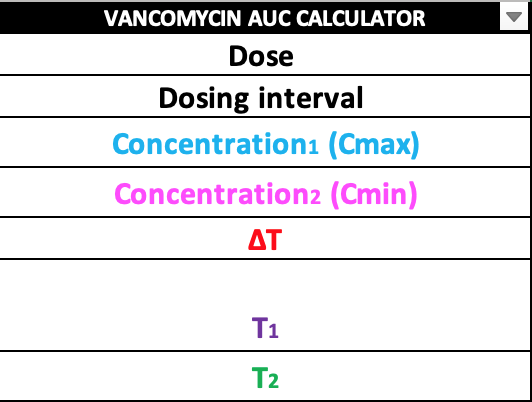 VANCOMYCIN AUC CALCULATOR
Dose
Dosing interval
Concentration1 (Cmax)
Concentration2 (Cmin)
ΔT
T1
T2